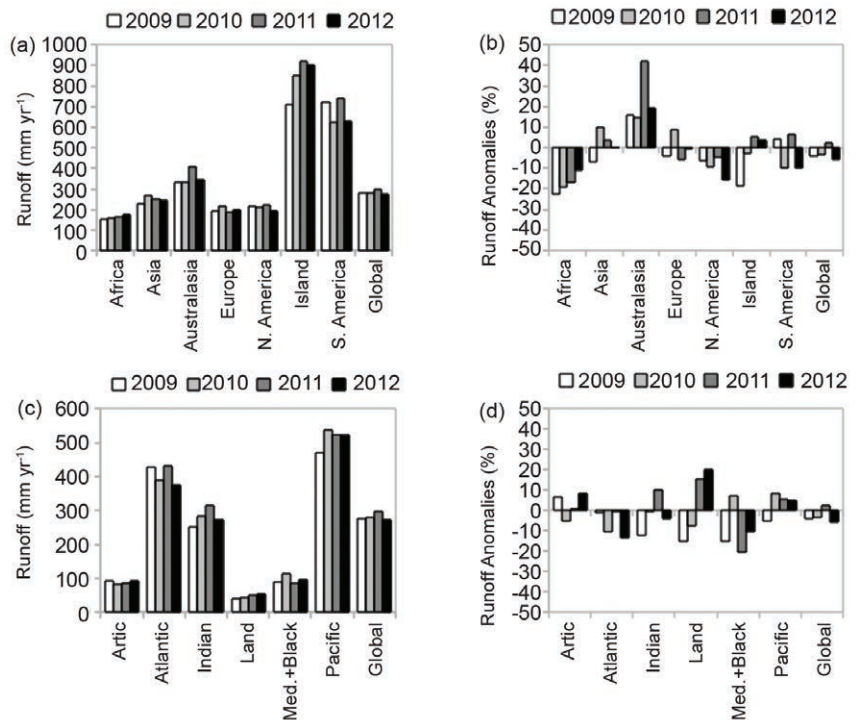 2009 2010 2011 2012
(a)
Runoff (mm yr⁻¹)
1000
900
800
700
600
500
400
300
200
100
0
Africa
Asia
Australasia
Europe
N. America
Island
S. America
Global
2009 2010 2011 2012
(b)
Runoff Anomalies (%)
50
40
30
20
10
0
-10
-20
-30
-40
-50
Africa
Asia
Australasia
Europe
N. America
Island
S. America
Global
2009 2010 2011 2012
(c)
Runoff (mm yr⁻¹)
600
500
400
300
200
100
0
Artic
Atlantic
Indian
Land
Med.+Black
Pacific
Global
2009 2010 2011 2012
(d)
Runoff Anomalies (%)
50
40
30
20
10
0
-10
-20
-30
-40
-50
Artic
Atlantic
Indian
Land
Med.+Black
Pacific
Global